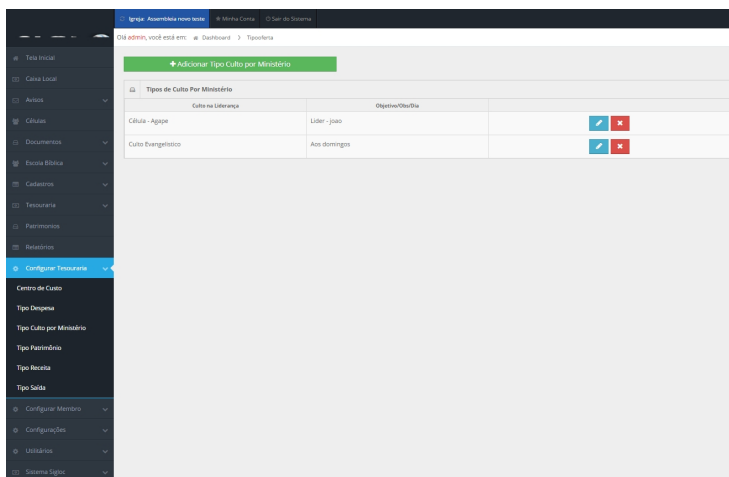 Igreja: Assembleia novo teste Minha Conta Sair do Sistema
Olá admin, você está em: Dashboard > Tiposferta
Tela Inicial
Caixa Local
Avisos
Células
Documentos
Escola Bíblica
Cadastros
Tesouraria
Patrimonios
Relatórios
Configurar Tesouraria
Centro de Custo
Tipo Despesa
Tipo Culto por Ministério
Tipo Patrimônio
Tipo Receita
Tipo Saída
Configurar Membro
Configurações
Utilitários
Sistema Sigioc
+ Adicionar Tipo Culto por Ministério
Tipos de Culto Por Ministério
Culto na Liderança Objetivo/Obs/Dia
Célula - Agape Lider - joao
Culto Evangelistico Aos domingos